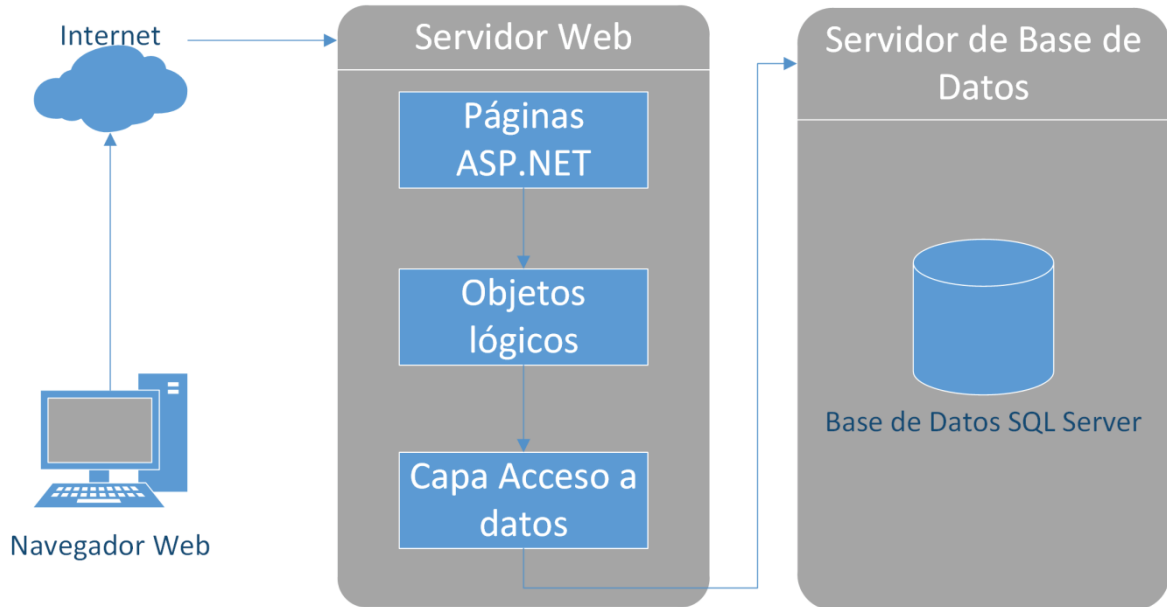 Internet
Navegador Web
Servidor Web
Páginas
ASP.NET
Objetos
lógicos
Capa Acceso a
datos
Servidor de Base de
Datos
Base de Datos SQL Server